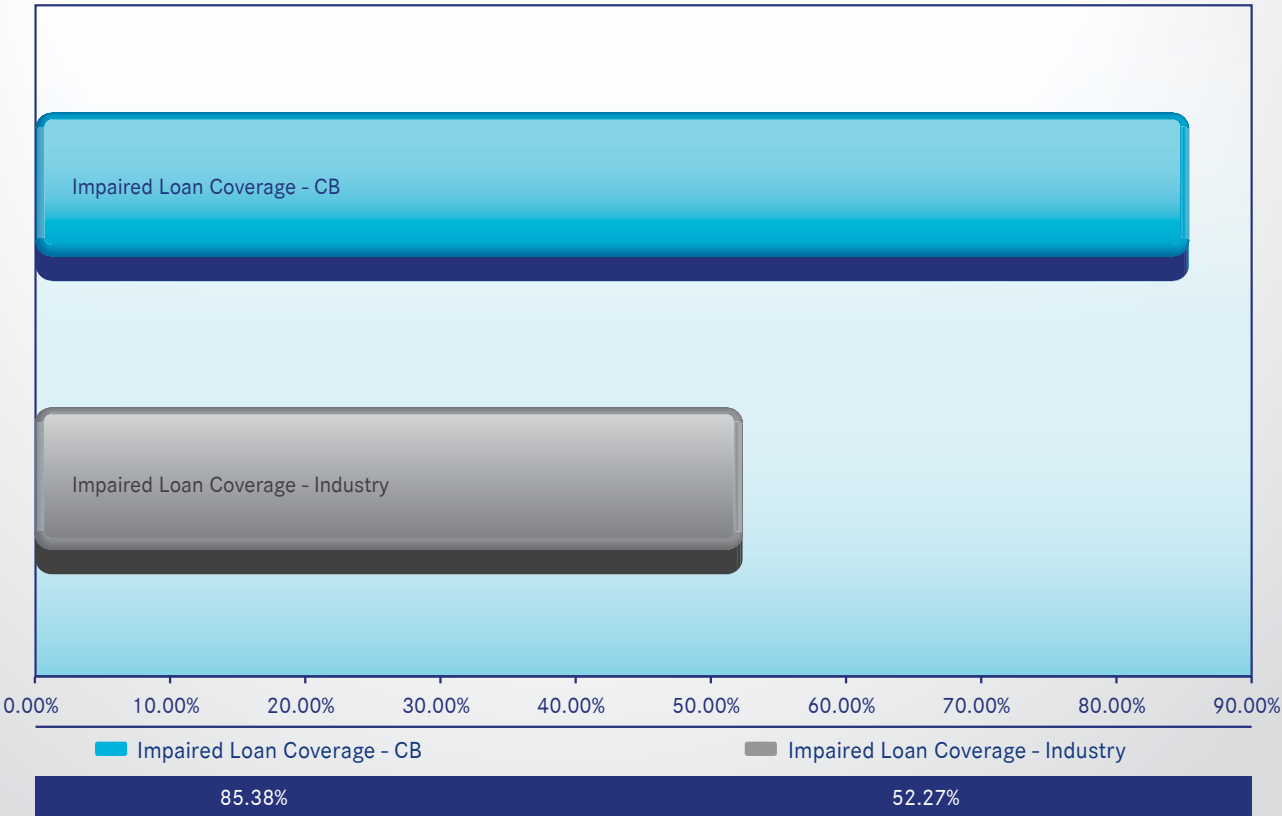 Impaired Loan Coverage - CB
Impaired Loan Coverage - Industry
0.00% 10.00% 20.00% 30.00% 40.00% 50.00% 60.00% 70.00% 80.00% 90.00%
Impaired Loan Coverage - CB Impaired Loan Coverage - Industry
85.38% 52.27%